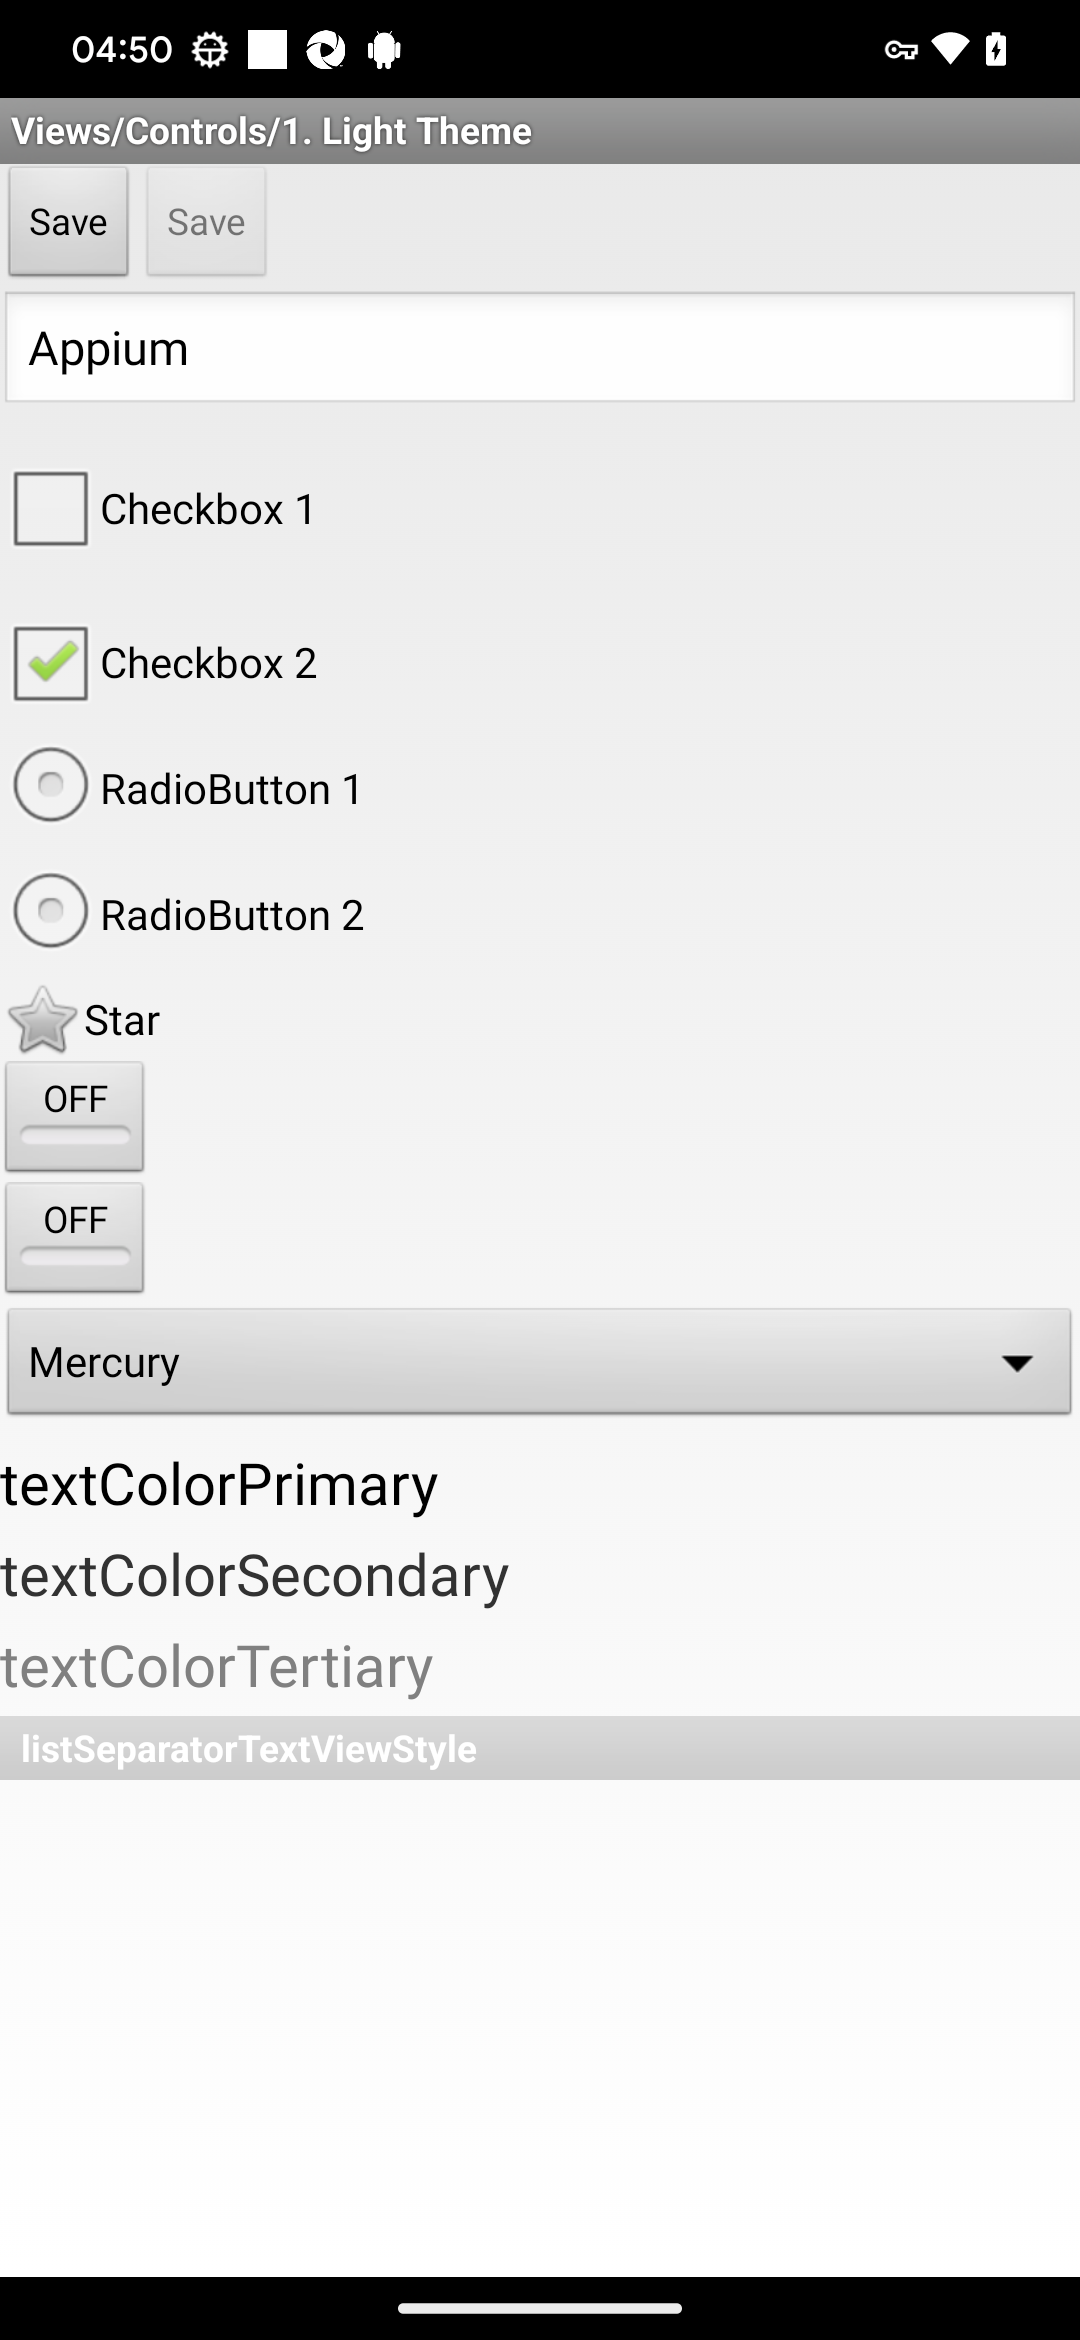 04:50
Views/Controls/1. Light Theme
Save Save
Appium
Checkbox 1
Checkbox 2
RadioButton 1
RadioButton 2
Star
OFF
OFF
Mercury
textColorPrimary
textColorSecondary
textColorTertiary
listSeparatorTextViewStyle